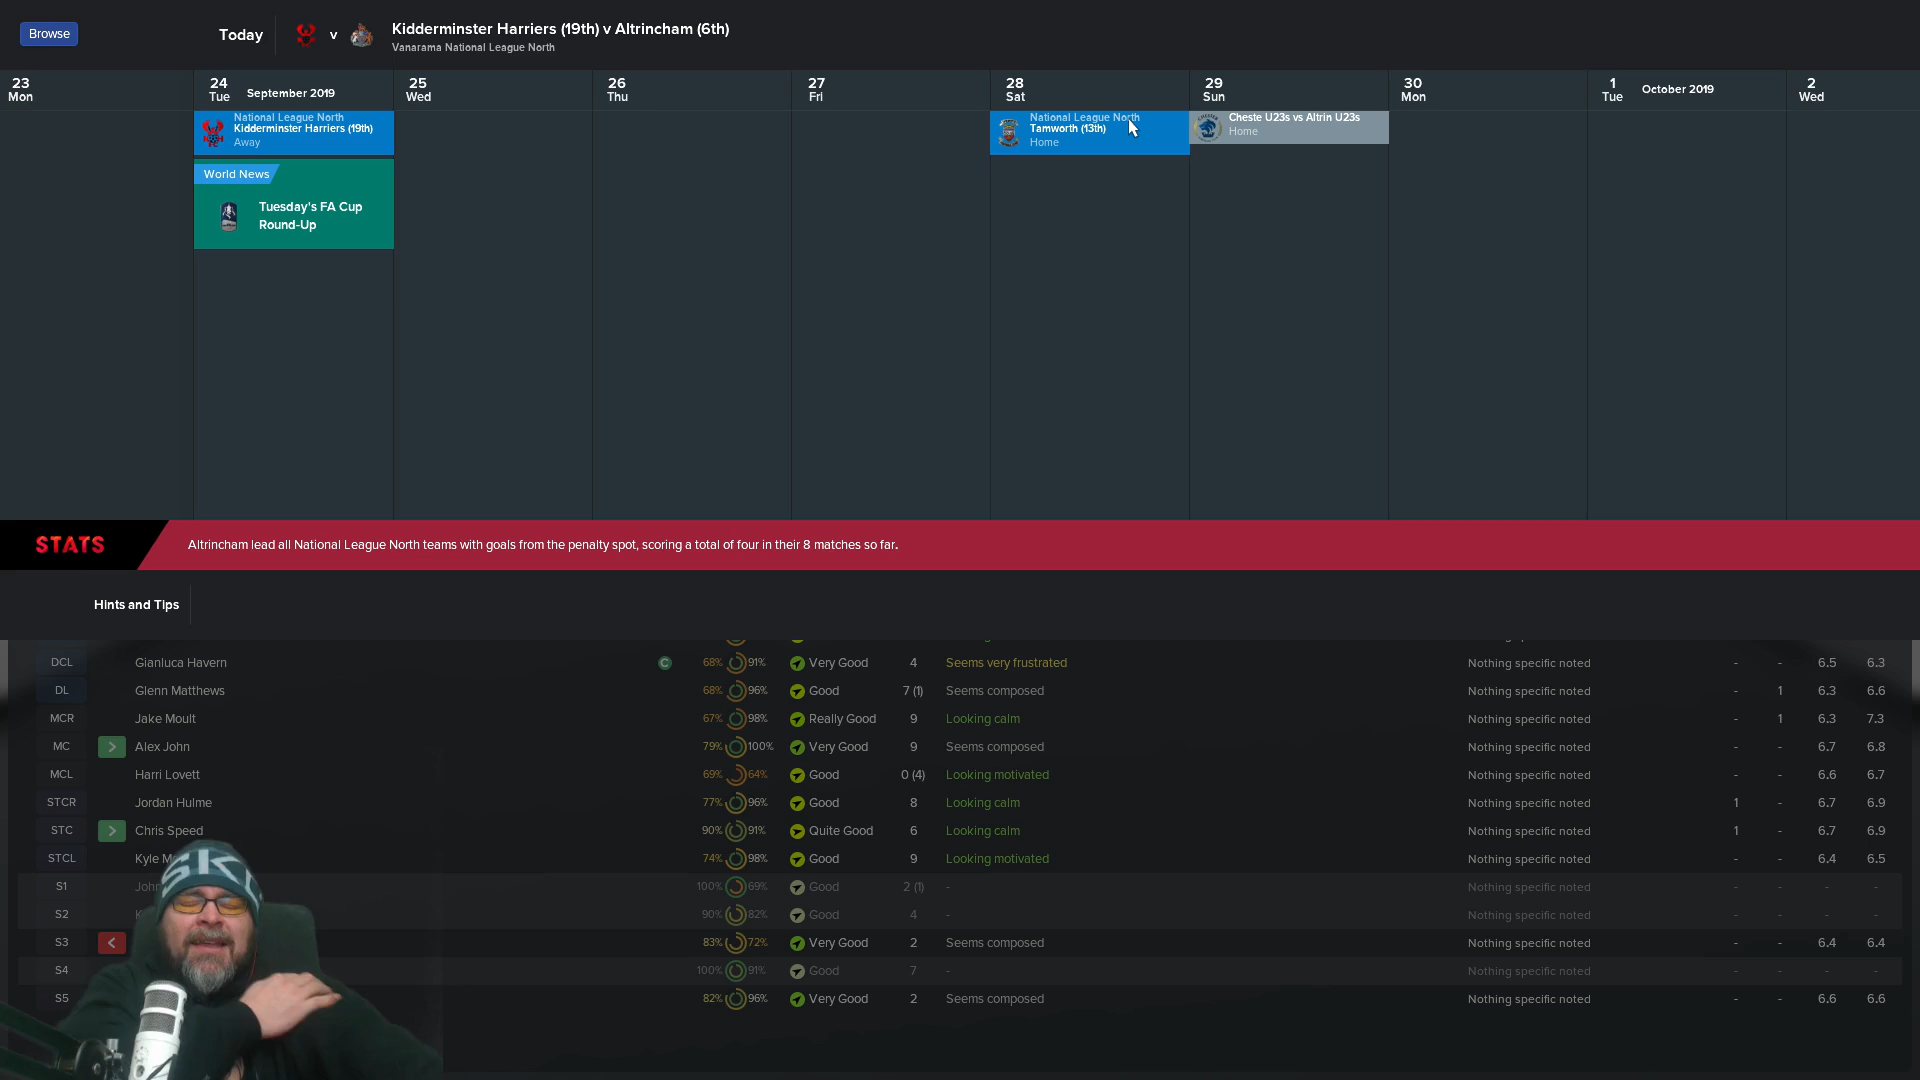 Browse
Today
v
Kidderminster Harriers (19th) v Altrincham (6th)
Vanarama National League North
23 Mon
24 Tue September 2019
25 Wed
26 Thu
27 Fri
28 Sat
29 Sun
30 Mon
1 Tue October 2019
2 Wed
National League North
Kidderminster Harriers (19th)
Away
World News
Tuesday's FA Cup
Round-Up
National League North
Tamworth (13th)
Home
Cheste U23s vs Altrin U23s
Home
STATS
Altrincham lead all National League North teams with goals from the penalty spot, scoring a total of four in their 8 matches so far.
Hints and Tips
DCL Gianluca Havern C 68% 91% Very Good 4 Seems very frustrated Nothing specific noted - - 6.5 6.3
DL Glenn Matthews 68% 96% Good 7 (1) Seems composed Nothing specific noted - 1 6.3 6.6
MCR Jake Moult 67% 98% Really Good 9 Looking calm Nothing specific noted - 1 6.3 7.3
MC Alex John 79% 100% Very Good 9 Seems composed Nothing specific noted - - 6.7 6.8
MCL Harri Lovett 69% 64% Good 0 (4) Looking motivated Nothing specific noted - - 6.6 6.7
STCR Jordan Hulme 77% 96% Good 8 Looking calm Nothing specific noted 1 - 6.7 6.9
STC Chris Speed 90% 91% Quite Good 6 Looking calm Nothing specific noted 1 - 6.7 6.9
STCL Kyle 74% 98% Good 9 Looking motivated Nothing specific noted - - 6.4 6.5
S1 John 100% 69% Good 2 (1) - Nothing specific noted - - - -
S2 90% 82% Good 4 - Nothing specific noted - - - -
S3 83% 72% Very Good 2 Seems composed Nothing specific noted - - 6.4 6.4
S4 100% 91% Good 7 - Nothing specific noted - - - -
S5 82% 96% Very Good 2 Seems composed Nothing specific noted - - 6.6 6.6